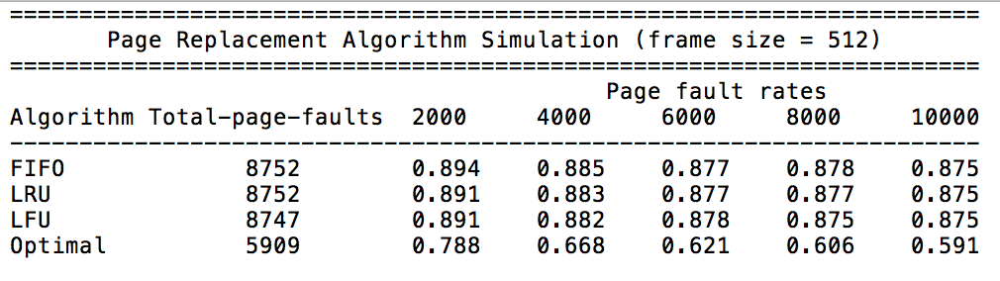 ======================================================================
Page Replacement Algorithm Simulation (frame size = 512)
======================================================================
Page fault rates
Algorithm Total-page-faults 2000 4000 6000 8000 10000
----------------------------------------------------------------------
FIFO 8752 0.894 0.885 0.877 0.878 0.875
LRU 8752 0.891 0.883 0.877 0.877 0.875
LFU 8747 0.891 0.882 0.878 0.875 0.875
Optimal 5909 0.788 0.668 0.621 0.606 0.591